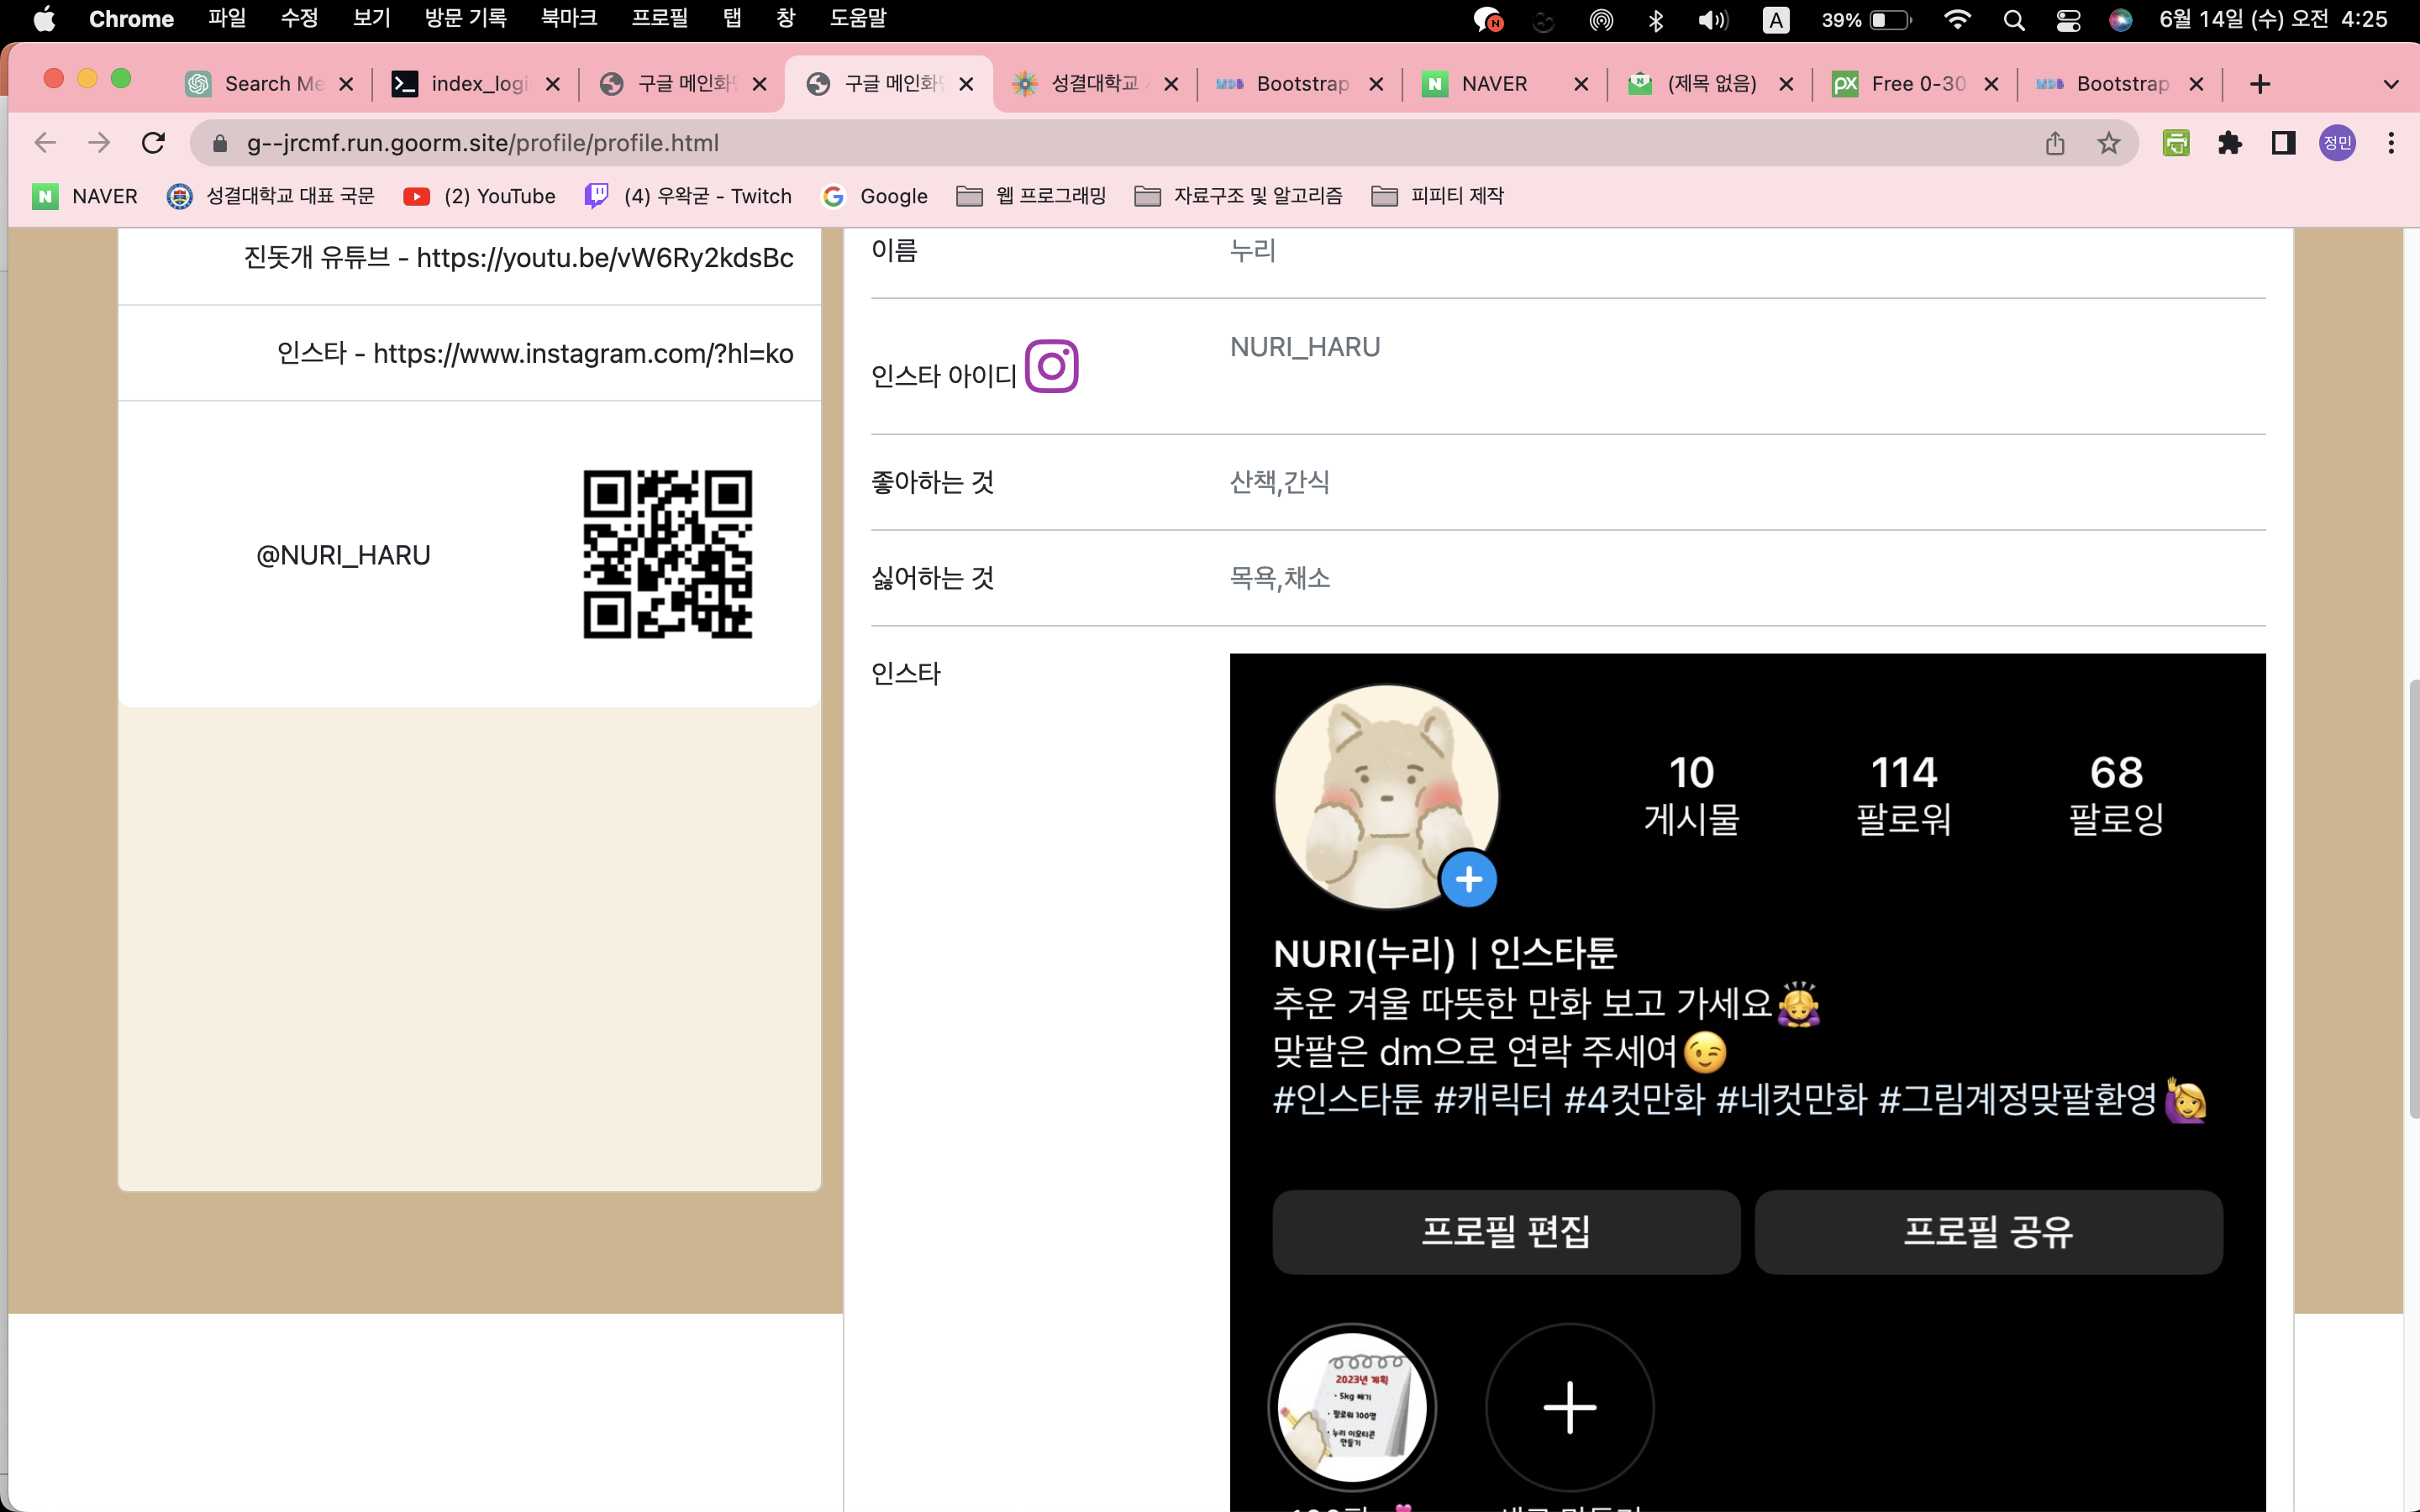 Chrome 파일 수정 보기 방문 기록 북마크 프로필 탭 창 도움말 A 39% 6월 14일 (수) 오전 4:25
Search Me index_logi 구글 메인화면 구글 메인화면 성결대학교 Bootstrap NAVER (제목 없음) Free 0-30 Bootstrap
g--jrcmf.run.goorm.site/profile/profile.html 정민
NAVER 성결대학교 대표 국문 (2) YouTube (4) 우왁굳 - Twitch Google 웹 프로그래밍 자료구조 및 알고리즘 피피티 제작
진돗개 유튜브 - https://youtu.be/vW6Ry2kdsBc
인스타 - https://www.instagram.com/?hl=ko
@NURI_HARU
이름 누리
인스타 아이디 NURI_HARU
좋아하는 것 산책,간식
싫어하는 것 목욕,채소
인스타
10 114 68
게시물 팔로워 팔로잉
NURI(누리) | 인스타툰
추운 겨울 따뜻한 만화 보고 가세요🙇‍♀️
맞팔은 dm으로 연락 주세여😉
#인스타툰 #캐릭터 #4컷만화 #네컷만화 #그림계정맞팔환영🙋‍♀️
프로필 편집 프로필 공유
2023년 계획
· 5kg 빼기
· 팔로워 100명
· 누리 이모티콘
만들기